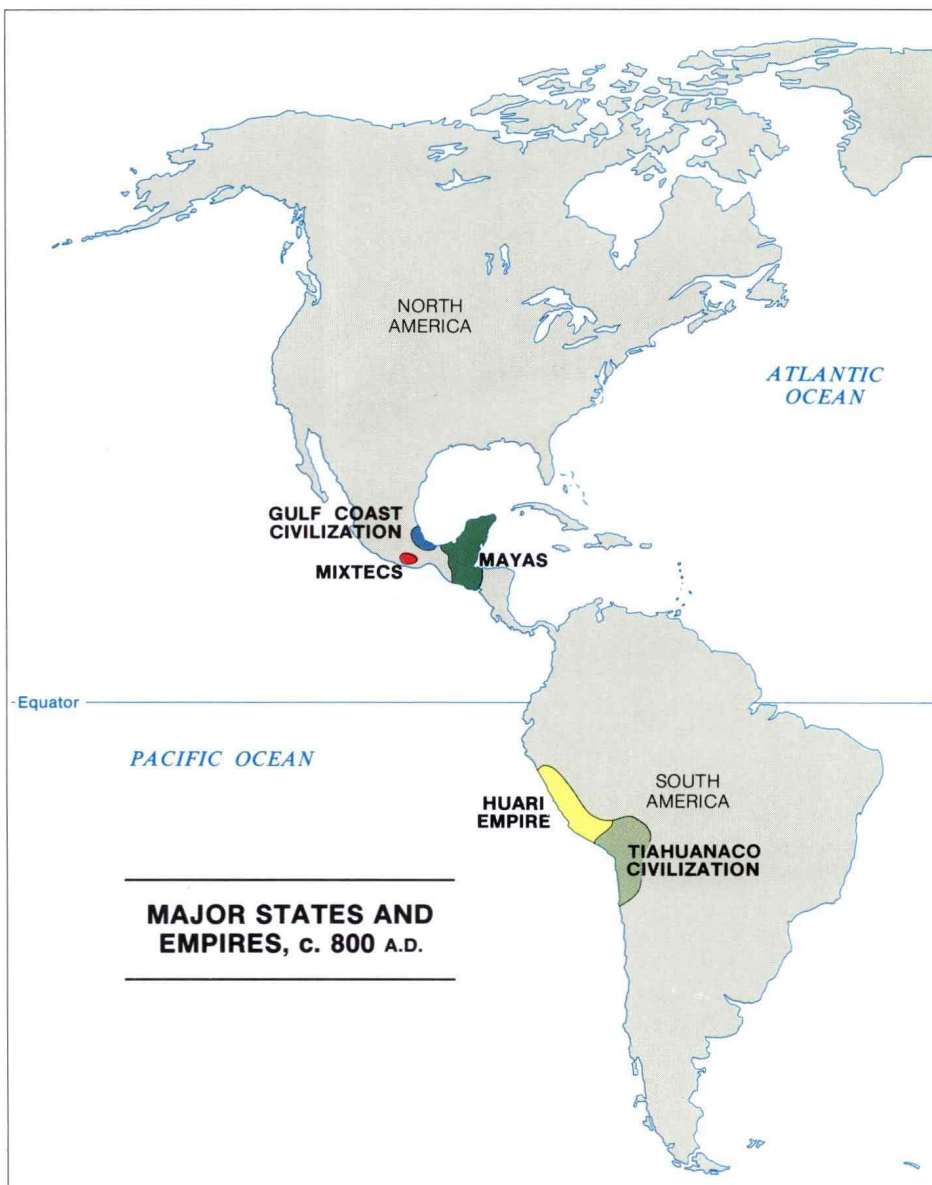 NORTH
AMERICA
ATLANTIC
OCEAN
GULF COAST
CIVILIZATION
MIXTECS
MAYAS
Equator
PACIFIC OCEAN
SOUTH
AMERICA
HUARI
EMPIRE
TIAHUANACO
CIVILIZATION
MAJOR STATES AND
EMPIRES, c. 800 A.D.